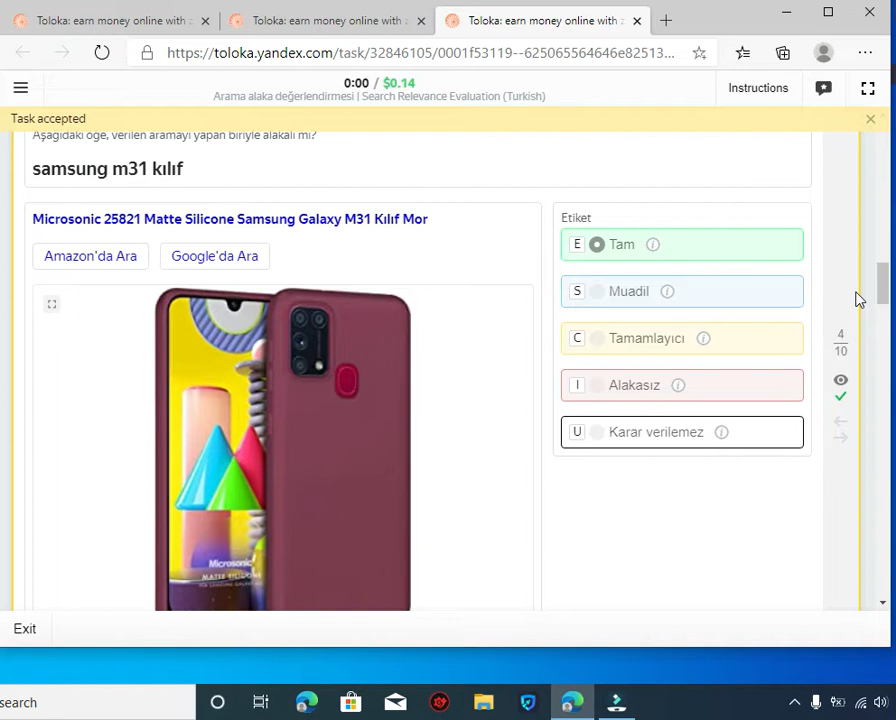 Toloka: earn money online with
Toloka: earn money online with
Toloka: earn money online with
https://toloka.yandex.com/task/32846105/0001f53119--625065564646e82513...
0:00 / $0.14
Arama alaka değerlendirmesi | Search Relevance Evaluation (Turkish)
Instructions
Task accepted
Aşağıdaki öğe, verilen aramayı yapan biriyle alakalı mı?
samsung m31 kılıf
Microsonic 25821 Matte Silicone Samsung Galaxy M31 Kılıf Mor
Amazon'da Ara
Google'da Ara
Etiket
E Tam
S Muadil
C Tamamlayıcı
I Alakasız
U Karar verilemez
4
10
Microsonic
MATTE SILICONE
Exit
search